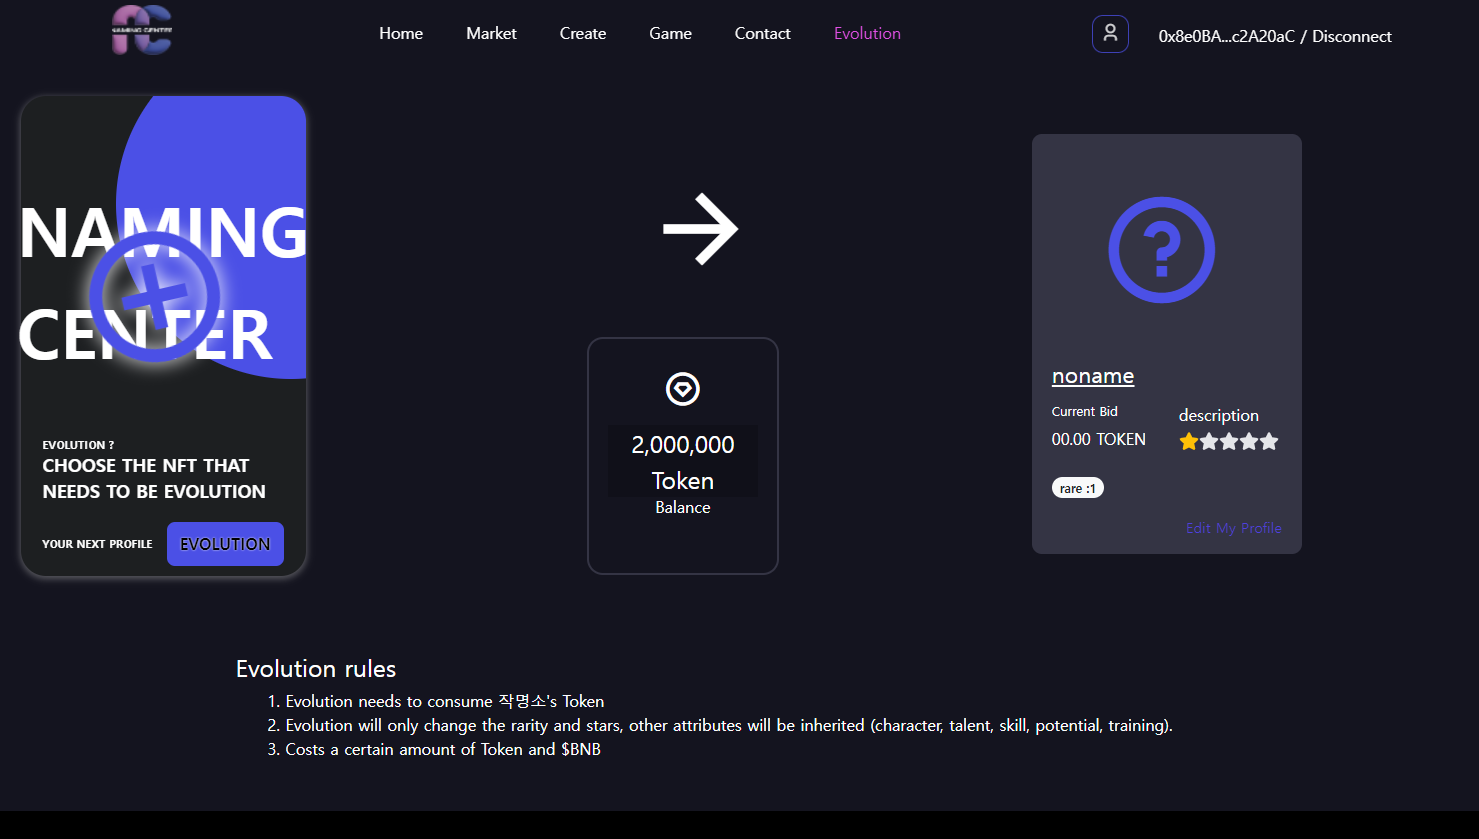 NAMING CENTER
Home Market Create Game Contact Evolution
0x8e0BA...c2A20aC / Disconnect
NAMING
CENTER
EVOLUTION ?
CHOOSE THE NFT THAT
NEEDS TO BE EVOLUTION
YOUR NEXT PROFILE EVOLUTION
2,000,000
Token
Balance
noname
Current Bid
00.00 TOKEN
description
rare :1
Edit My Profile
Evolution rules
1. Evolution needs to consume 작명소's Token
2. Evolution will only change the rarity and stars, other attributes will be inherited (character, talent, skill, potential, training).
3. Costs a certain amount of Token and $BNB